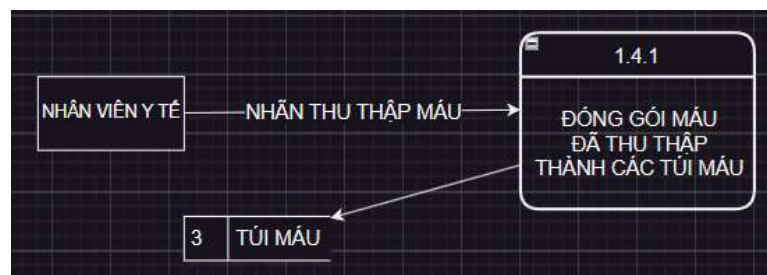 1.4.1
NHÂN VIÊN Y TẾ
NHÃN THU THẬP MÁU
ĐÓNG GÓI MÁU
ĐÃ THU THẬP
THÀNH CÁC TÚI MÁU
3
TÚI MÁU